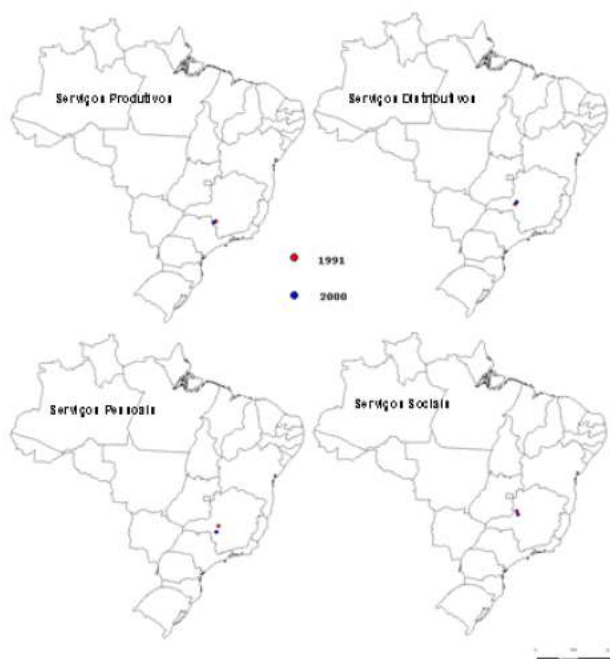 Serviços Produtivos
Serviços Distributivos
1991
2000
Serviços Pessoais
Serviços Sociais